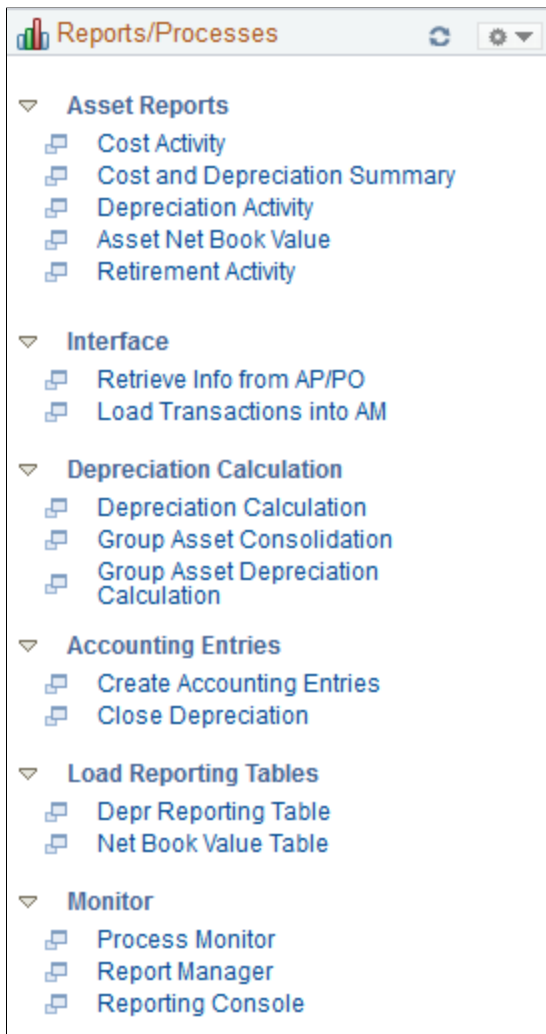 Reports/Processes
Asset Reports
Cost Activity
Cost and Depreciation Summary
Depreciation Activity
Asset Net Book Value
Retirement Activity
Interface
Retrieve Info from AP/PO
Load Transactions into AM
Depreciation Calculation
Depreciation Calculation
Group Asset Consolidation
Group Asset Depreciation
Calculation
Accounting Entries
Create Accounting Entries
Close Depreciation
Load Reporting Tables
Depr Reporting Table
Net Book Value Table
Monitor
Process Monitor
Report Manager
Reporting Console